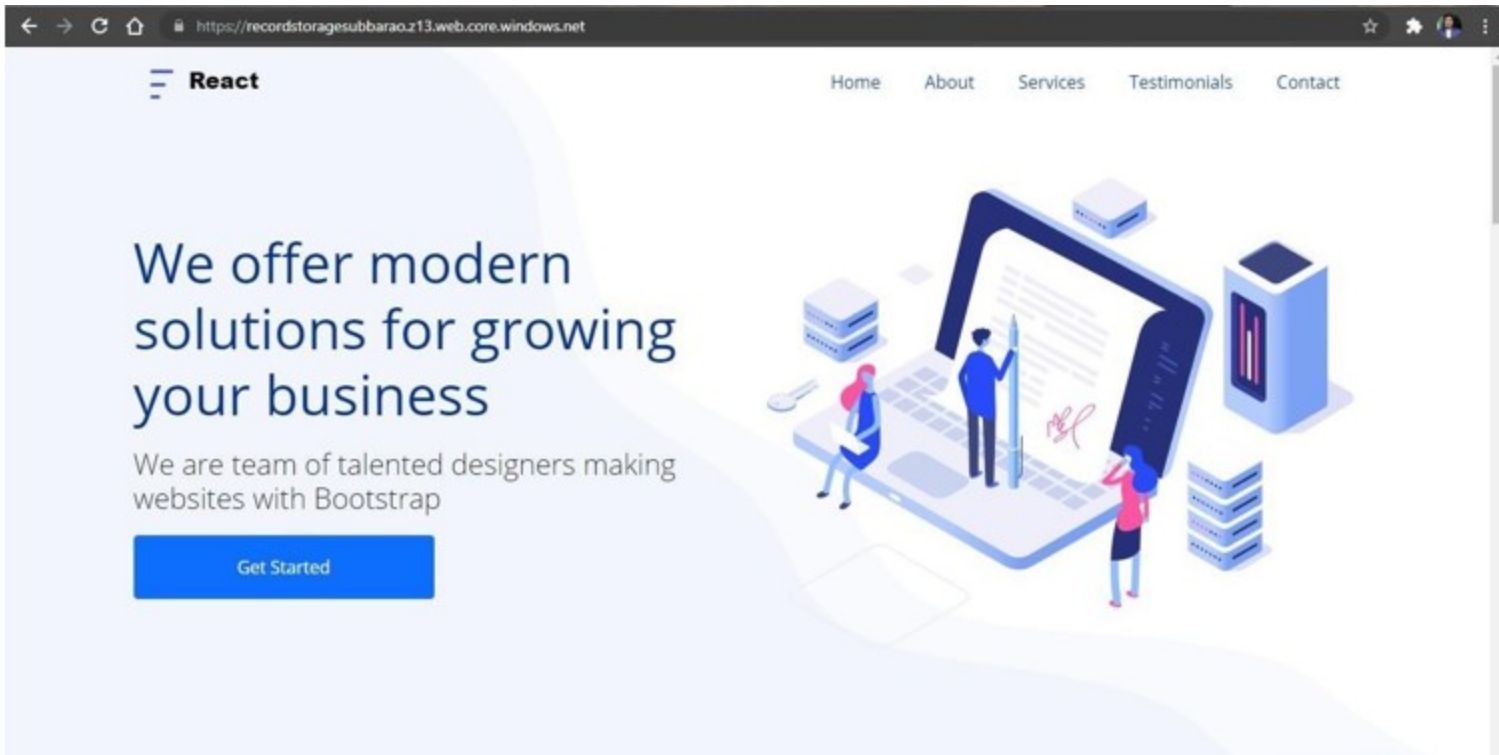 https://recordstoragesubbarao.z13.web.core.windows.net
React
Home About Services Testimonials Contact
We offer modern
solutions for growing
your business
We are team of talented designers making
websites with Bootstrap
Get Started